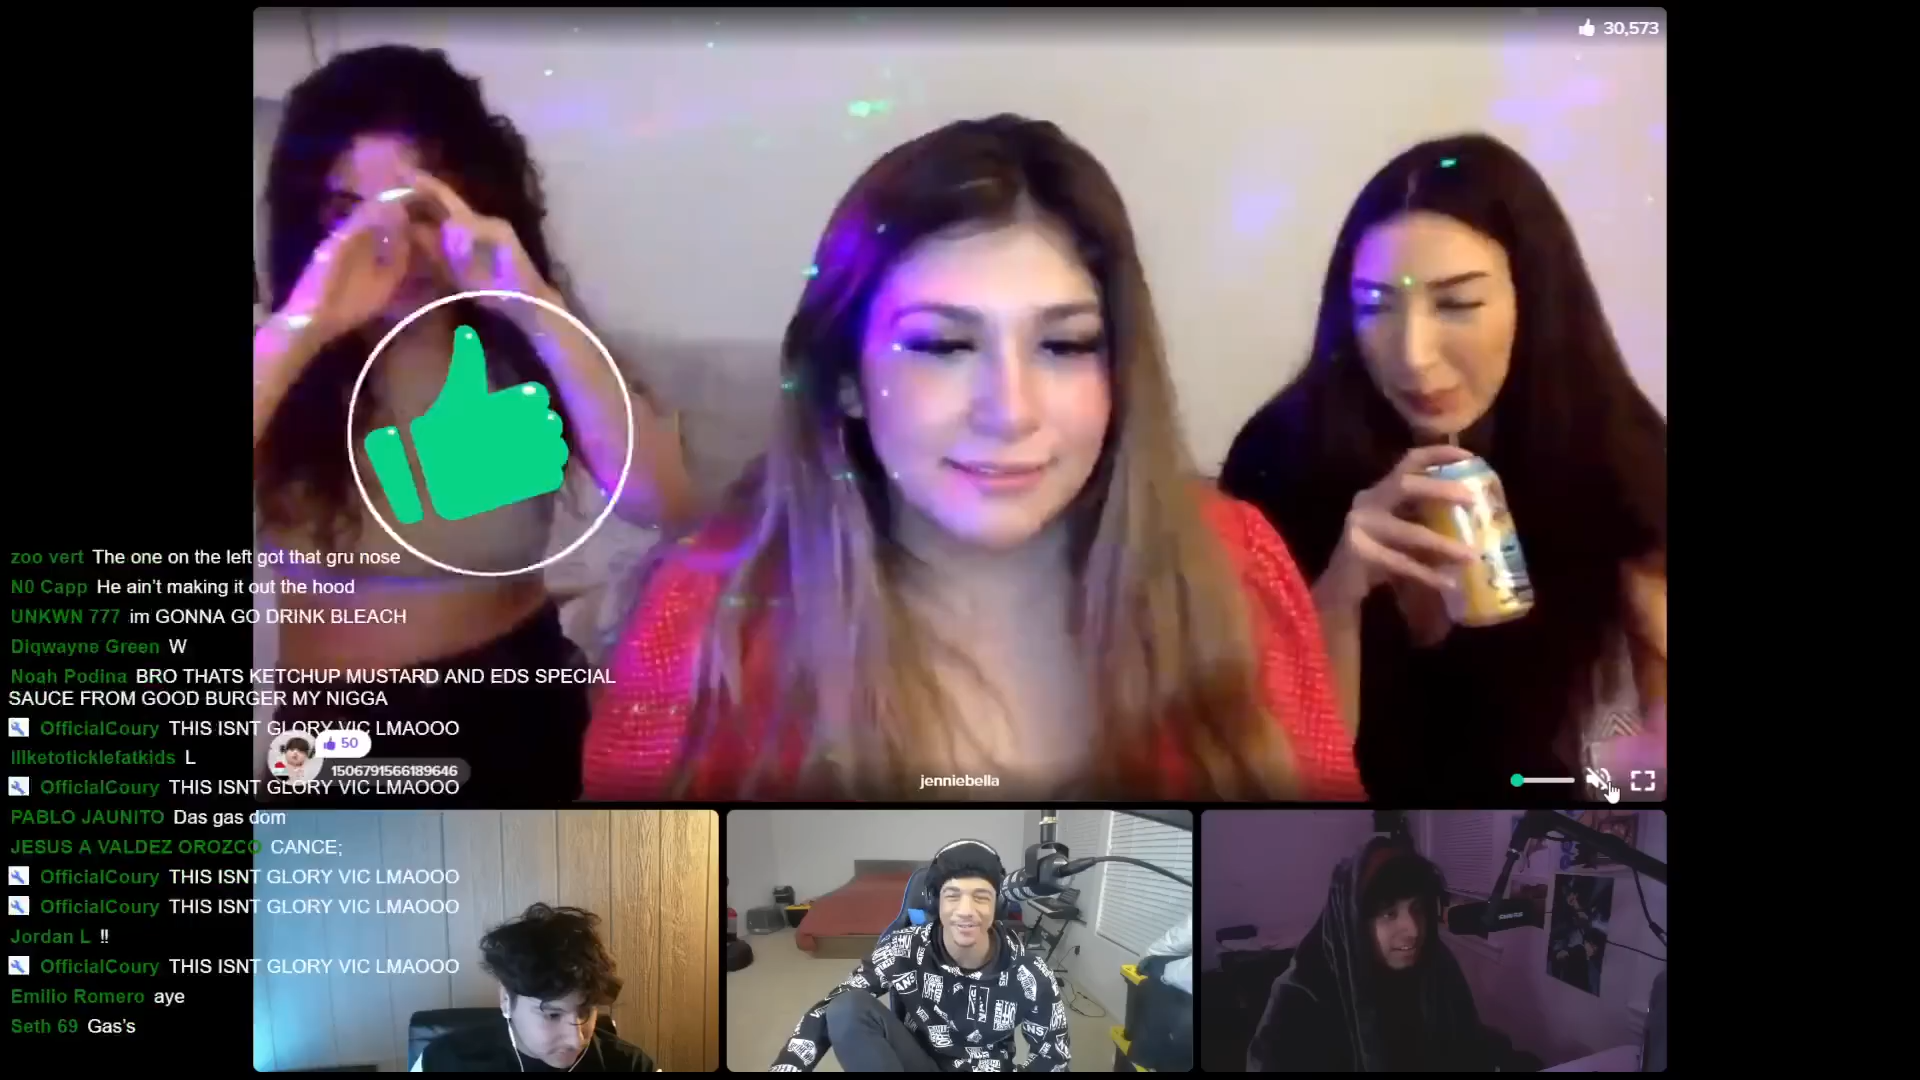 30,573
zoo vert The one on the left got that gru nose
N0 Capp He ain't making it out the hood
UNKWN 777 im GONNA GO DRINK BLEACH
Diqwayne Green W
Noah Podina BRO THATS KETCHUP MUSTARD AND EDS SPECIAL
SAUCE FROM GOOD BURGER MY NIGGA
OfficialCoury THIS ISNT GLORY VIC LMAOOO
50
Illketoticklefatkids L
1506791566189646
jenniebella
OfficialCoury THIS ISNT GLORY VIC LMAOOO
PABLO JAUNITO Das gas dom
JESUS A VALDEZ OROZCO CANCE;
OfficialCoury THIS ISNT GLORY VIC LMAOOO
OfficialCoury THIS ISNT GLORY VIC LMAOOO
Jordan L !!
OfficialCoury THIS ISNT GLORY VIC LMAOOO
Emilio Romero aye
Seth 69 Gas's